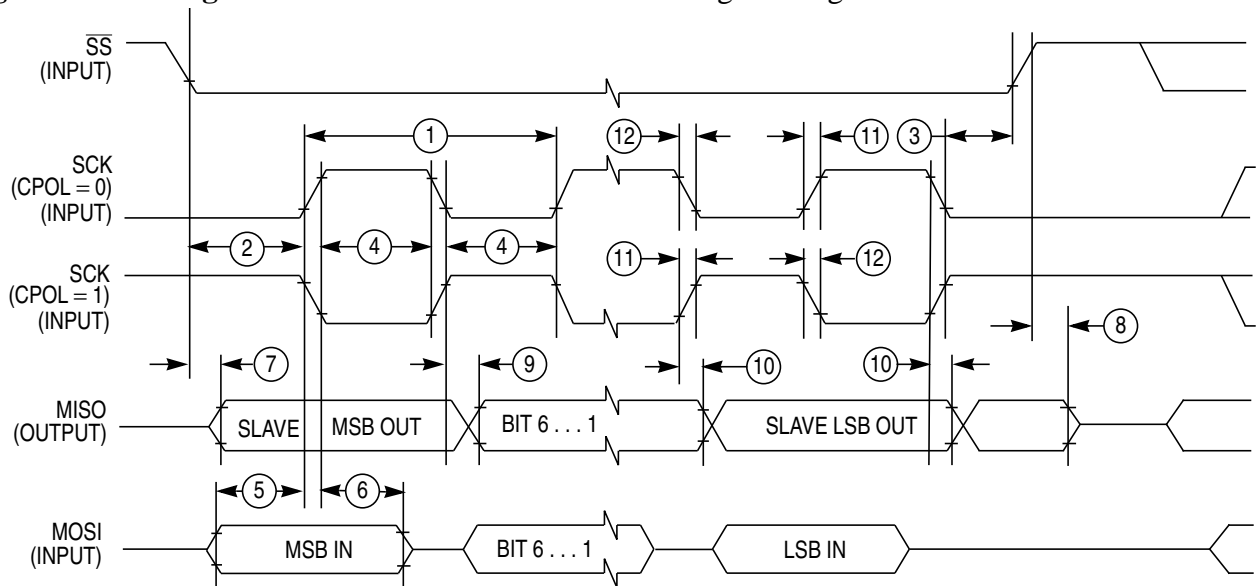 SS
(INPUT)
1
12
11
3
SCK
(CPOL = 0)
(INPUT)
2
4
4
SCK
(CPOL = 1)
(INPUT)
11
12
8
7
9
10
10
MISO
(OUTPUT)
SLAVE MSB OUT
BIT 6 . . . 1
SLAVE LSB OUT
5
6
MOSI
(INPUT)
MSB IN
BIT 6 . . . 1
LSB IN